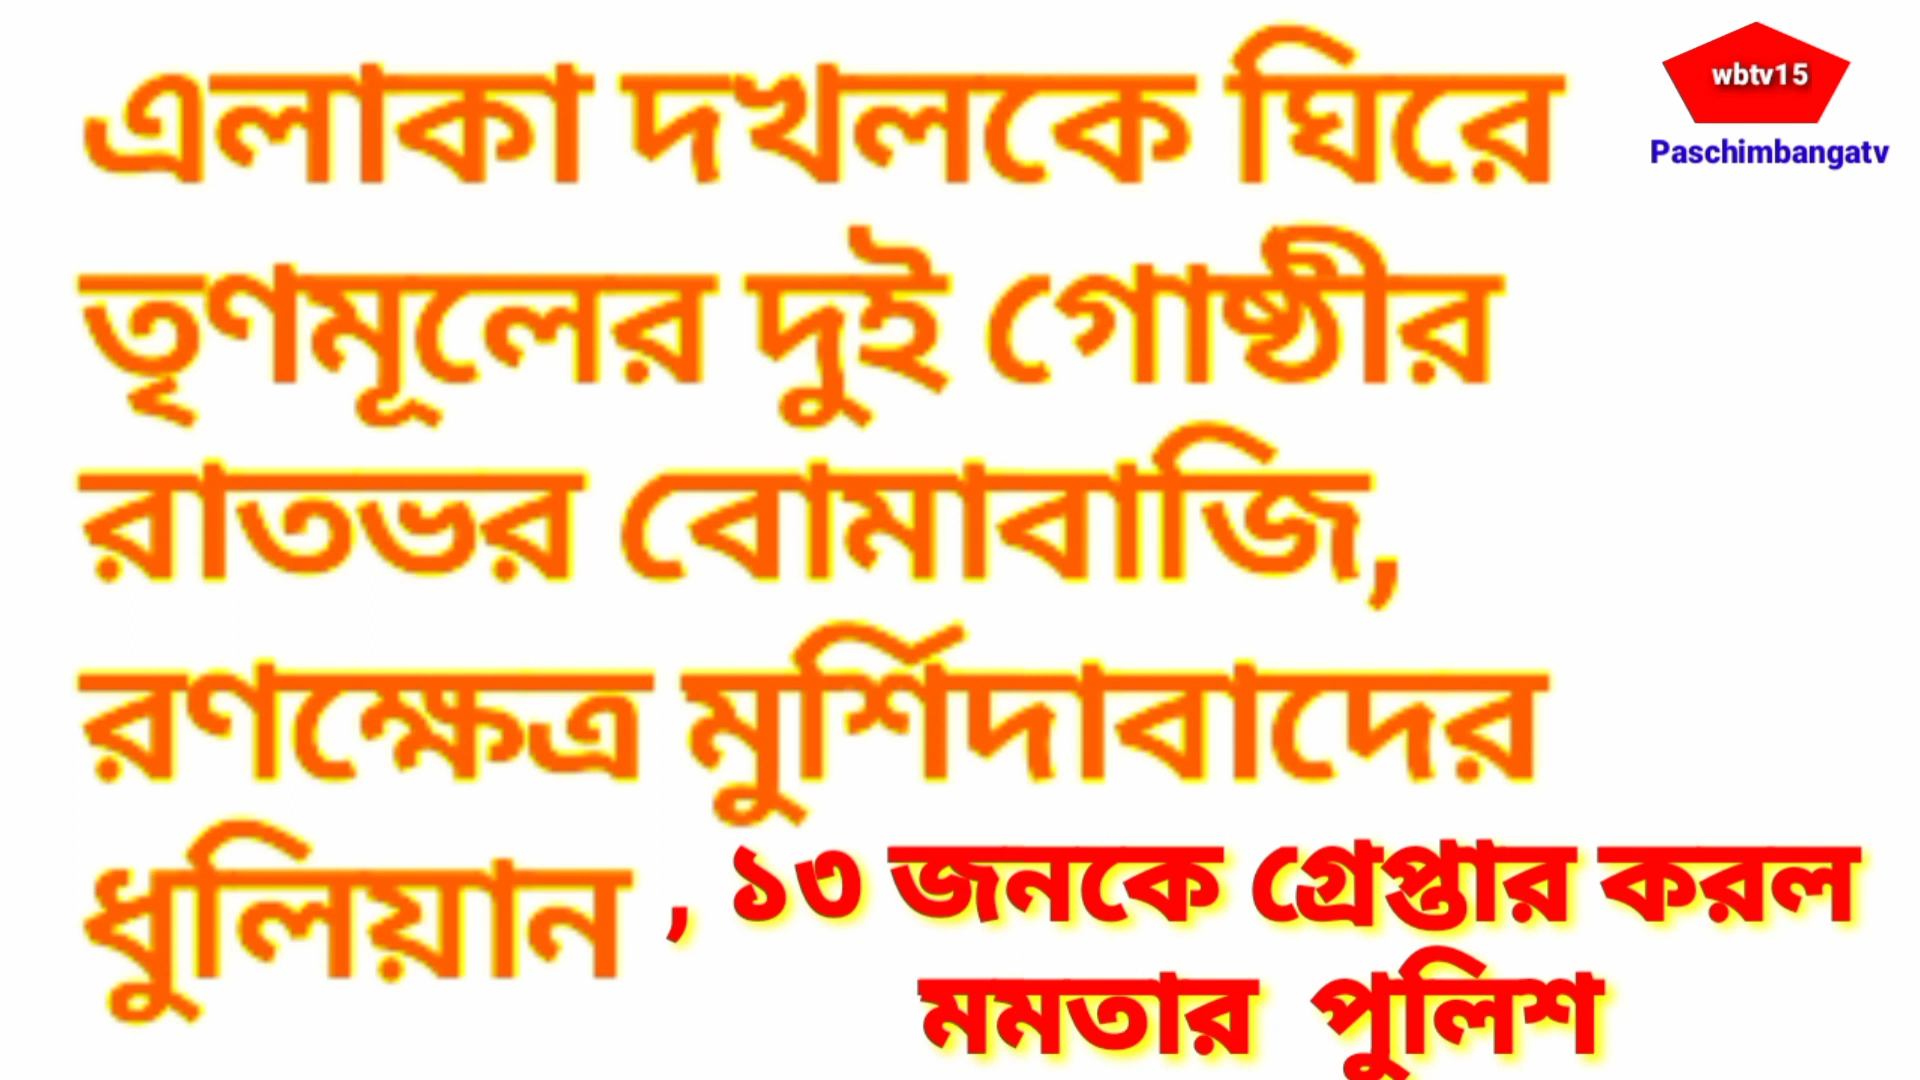 এলাকা দখলকে ঘিরে
wbtv15
Paschimbangatv
তৃণমূলের দুই গোষ্ঠীর
রাতভর বোমাবাজি,
রণক্ষেত্র মুর্শিদাবাদের
ধুলিয়ান , ১৩ জনকে গ্রেপ্তার করল
মমতার পুলিশ